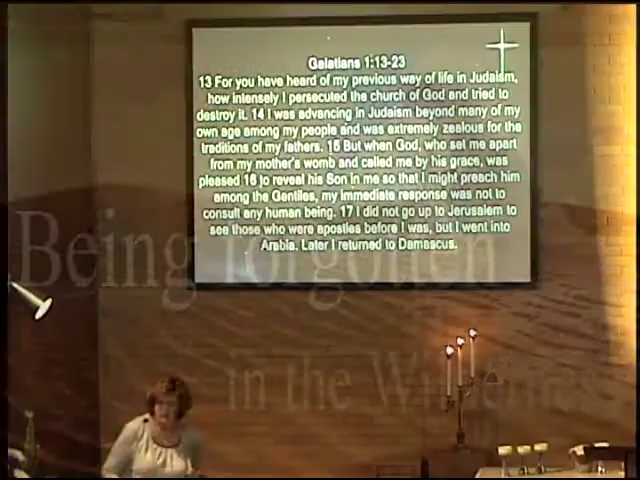 Galatians 1:13-23
13 For you have heard of my previous way of life in Judaism,
how intensely I persecuted the church of God and tried to
destroy it. 14 I was advancing in Judaism beyond many of my
own age among my people and was extremely zealous for the
traditions of my fathers. 15 But when God, who set me apart
from my mother's womb and called me by his grace, was
pleased 16 to reveal his Son in me so that I might preach him
among the Gentiles, my immediate response was not to
consult any human being. 17 I did not go up to Jerusalem to
see those who were apostles before I was, but I went into
Arabia. Later I returned to Damascus.
Being forgotten
in the